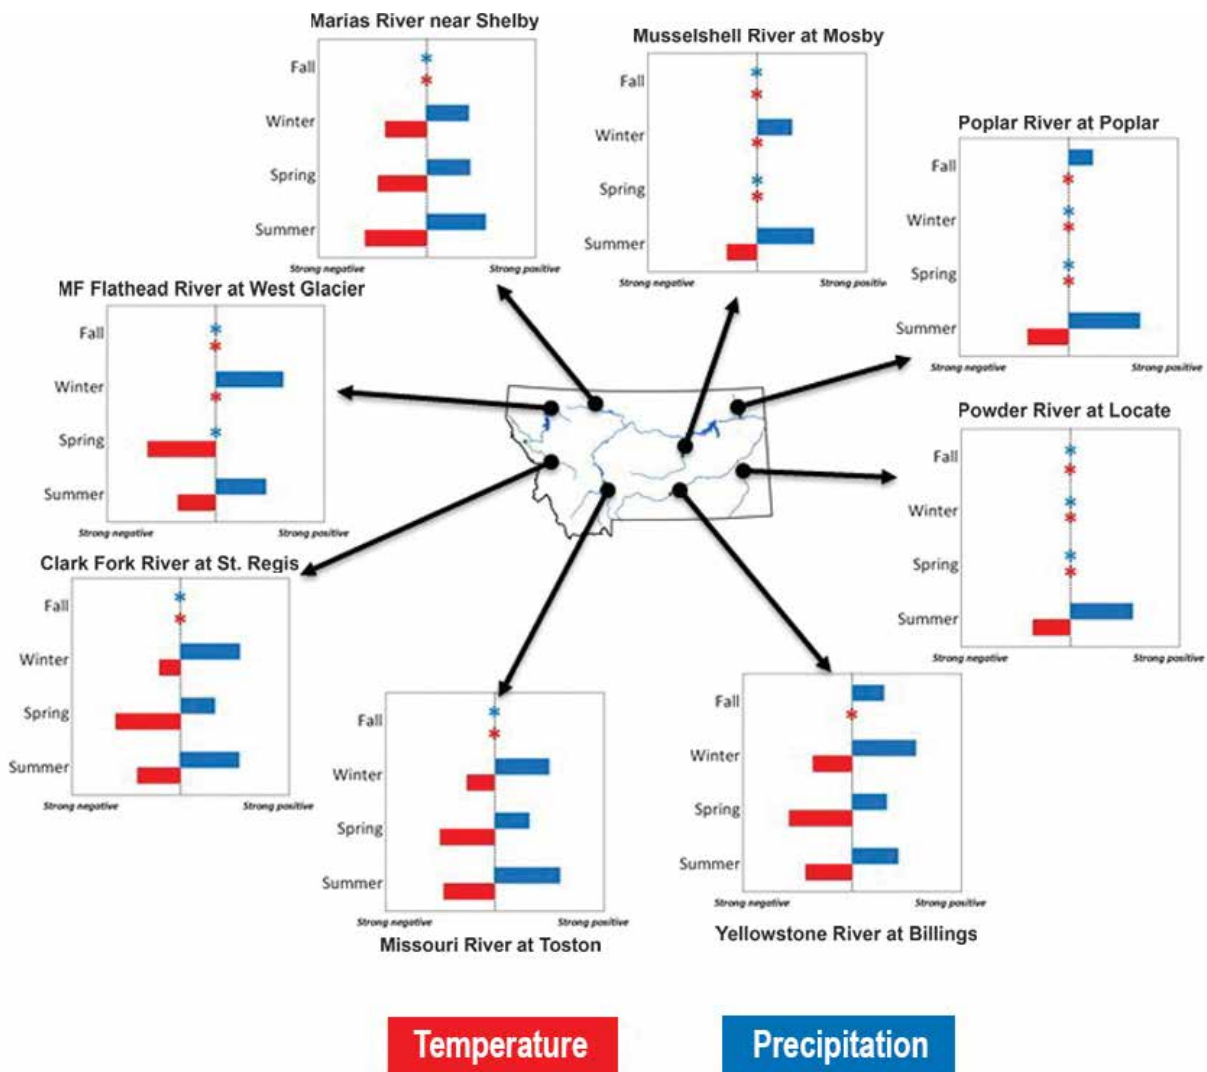 Marias River near Shelby
Fall
Winter
Spring
Summer
Strong negative
Strong positive
Musselshell River at Mosby
Fall
Winter
Spring
Summer
Strong negative
Strong positiv
Poplar River at Poplar
Fall
Winter
Spring
Summer
Strong negative
Strong positive
MF Flathead River at West Glacier
Fall
Winter
Spring
Summer
Strong negative
Strong positive
Powder River at Locate
Fall
Winter
Spring
Summer
Strong negative
Strong positive
Clark Fork River at St. Regis
Fall
Winter
Spring
Summer
Strong negative
Strong positive
Fall
Winter
Spring
Summer
Strong negative
Strong positive
Missouri River at Toston
Fall
Winter
Spring
Summer
Strong negative
Strong positive
Yellowstone River at Billings
Temperature
Precipitation